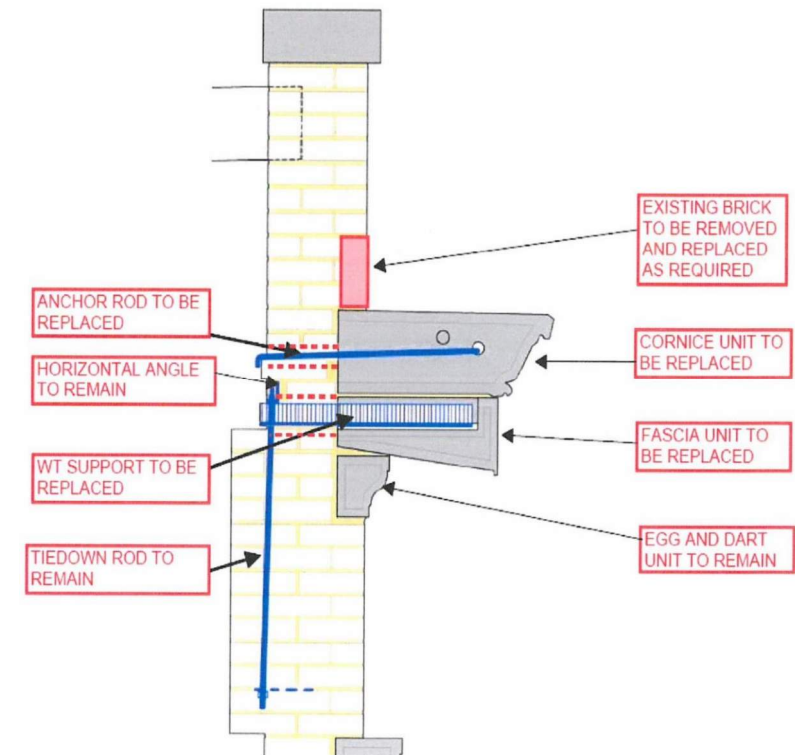 EXISTING BRICK
TO BE REMOVED
AND REPLACED
AS REQUIRED
ANCHOR ROD TO BE
REPLACED
HORIZONTAL ANGLE
TO REMAIN
CORNICE UNIT TO
BE REPLACED
FASCIA UNIT TO
BE REPLACED
WT SUPPORT TO BE
REPLACED
EGG AND DART
UNIT TO REMAIN
TIEDOWN ROD TO
REMAIN